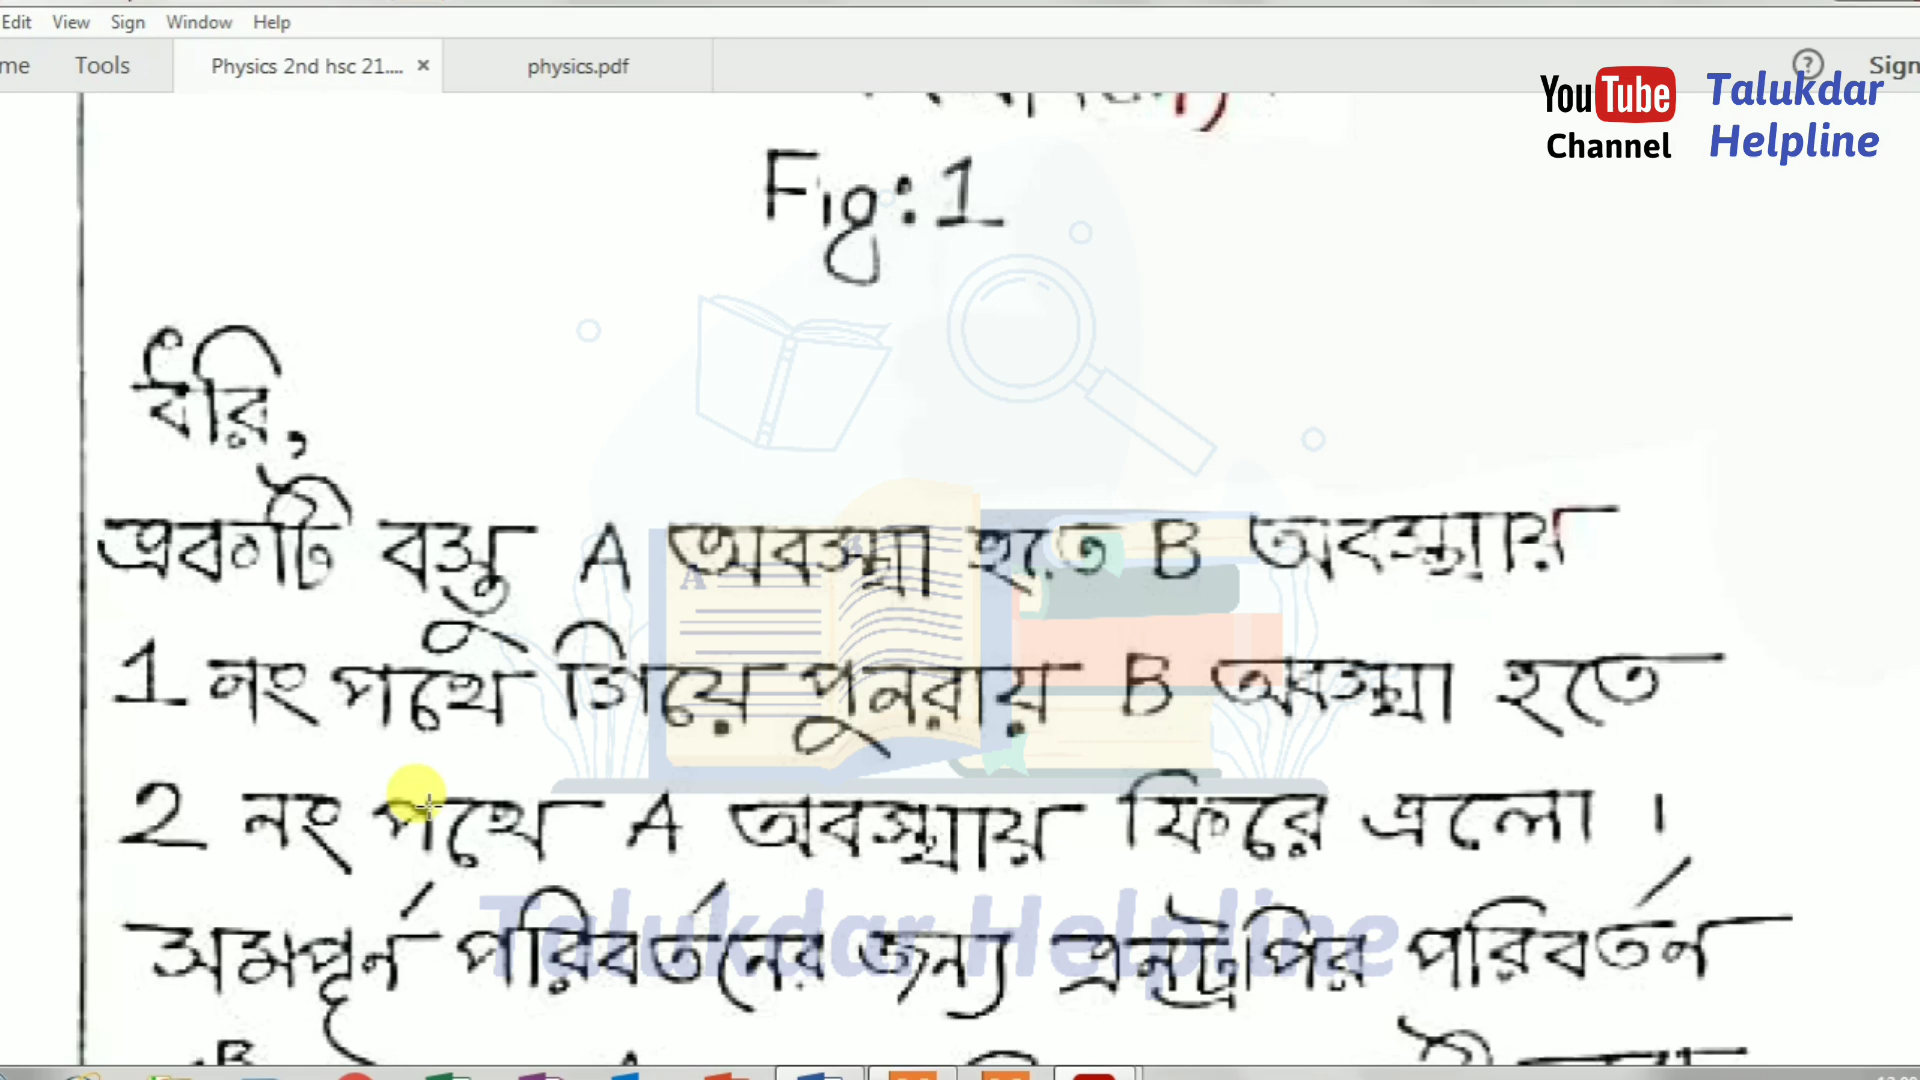 Edit View Sign Window Help
me Tools Physics 2nd hsc 21.... × physics.pdf ? Sign
YouTube Channel
Talukdar Helpline
Fig:1
ধরি,
একটি বস্তু A অবস্থা হতে B অবস্থায়
1 নং পথে গিয়ে পুনরায় B অবস্থা হতে
2 নং পথে A অবস্থায় ফিরে এলো ।
সমপূর্ন পরিবর্তনের জন্য এনট্রপির পরিবর্তন
Talukdar Helpline